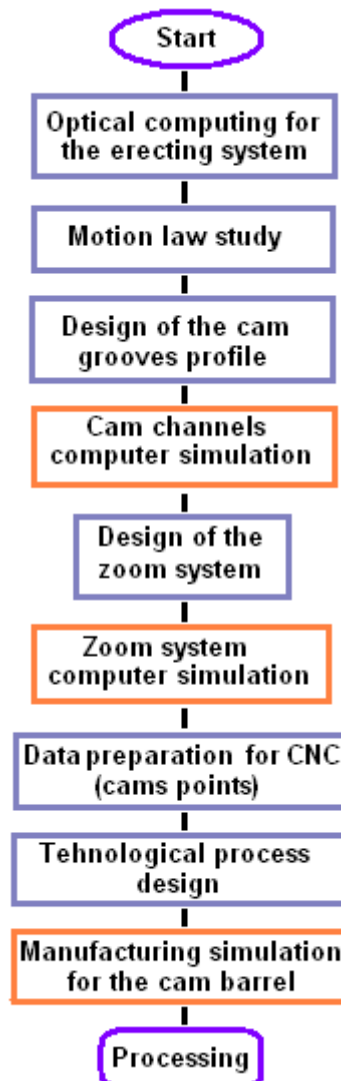 Start
Optical computing for
the erecting system
Motion law study
Design of the cam
grooves profile
Cam channels
computer simulation
Design of the
zoom system
Zoom system
computer simulation
Data preparation for CNC
(cams points)
Tehnological process
design
Manufacturing simulation
for the cam barrel
Processing